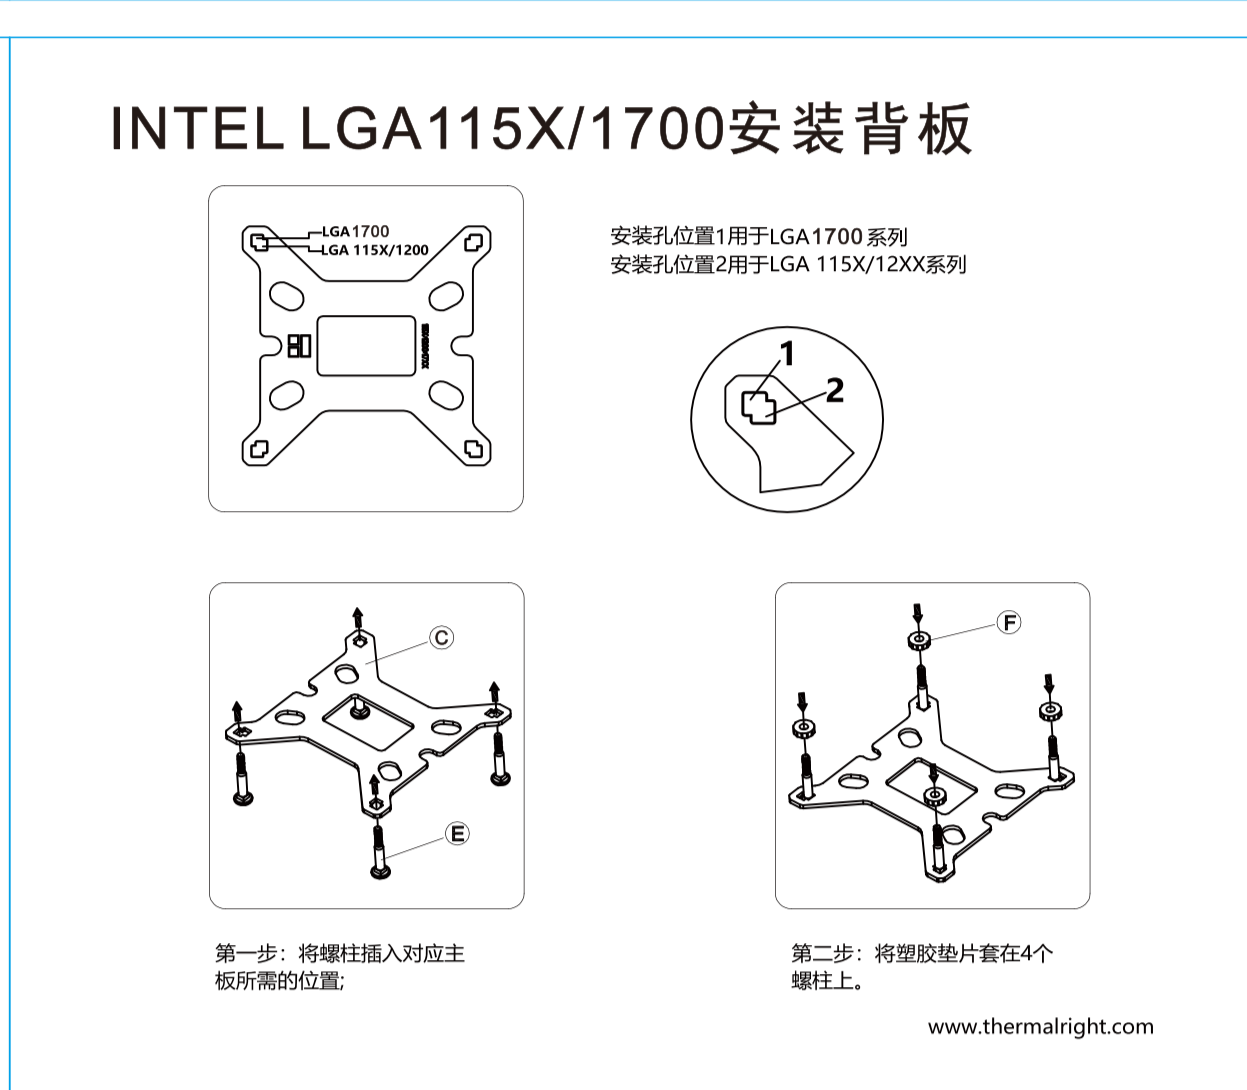 INTEL LGA115X/1700安装背板
LGA1700
LGA 115X/1200
安装孔位置1用于LGA1700 系列
安装孔位置2用于LGA 115X/12XX系列
1
2
C
E
F
第一步：将螺柱插入对应主
板所需的位置;
第二步：将塑胶垫片套在4个
螺柱上。
www.thermalright.com